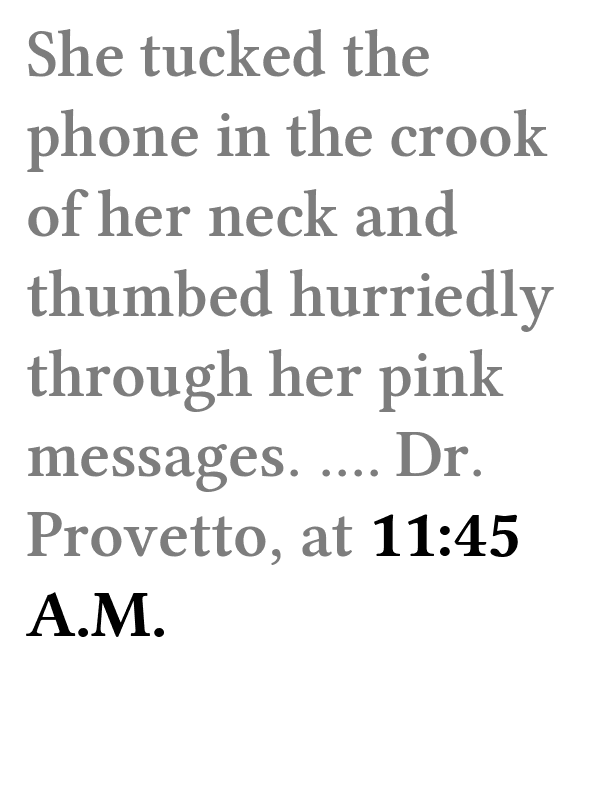 She tucked the
phone in the crook
of her neck and
thumbed hurriedly
through her pink
messages. .... Dr.
Provetto, at 11:45
A.M.